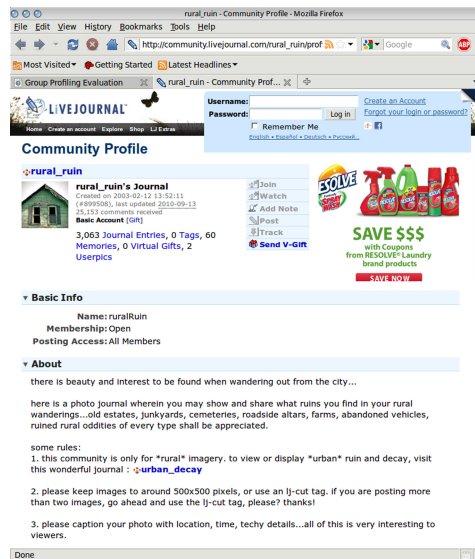 rural_ruin - Community Profile - Mozilla Firefox
File Edit View History Bookmarks Tools Help
http://community.livejournal.com/rural_ruin/prof
Google
ABP
Most Visited Getting Started Latest Headlines
Group Profiling Evaluation
rural_ruin - Community Prof...
LIVEJOURNAL
Home Create an account Explore Shop LJ Extras
Username:
Password:
Log in
Remember Me
English • Español • Deutsch • Русский...
Create an Account
Forgot your login or password?
Community Profile
rural_ruin
rural_ruin's Journal
Created on 2003-02-12 13:52:11
(#899508), last updated 2010-09-13
25,153 comments received
Basic Account [Gift]
3,063 Journal Entries, 0 Tags, 60
Memories, 0 Virtual Gifts, 2
Userpics
Join
Watch
Add Note
Post
Track
Send V-Gift
RESOLVE
SPRAY 'N WASH
SAVE $$$
with Coupons
from RESOLVE® Laundry
brand products
SAVE NOW
Basic Info
Name: ruralRuin
Membership: Open
Posting Access: All Members
About
there is beauty and interest to be found when wandering out from the city...
here is a photo journal wherein you may show and share what ruins you find in your rural
wanderings...old estates, junkyards, cemeteries, roadside altars, farms, abandoned vehicles,
ruined rural oddities of every type shall be appreciated.
some rules:
1. this community is only for *rural* imagery. to view or display *urban* ruin and decay, visit
this wonderful journal : urban_decay
2. please keep images to around 500x500 pixels, or use an lj-cut tag. if you are posting more
than two images, go ahead and use the lj-cut tag, please? thanks!
3. please caption your photo with location, time, techy details...all of this is very interesting to
viewers.
Done